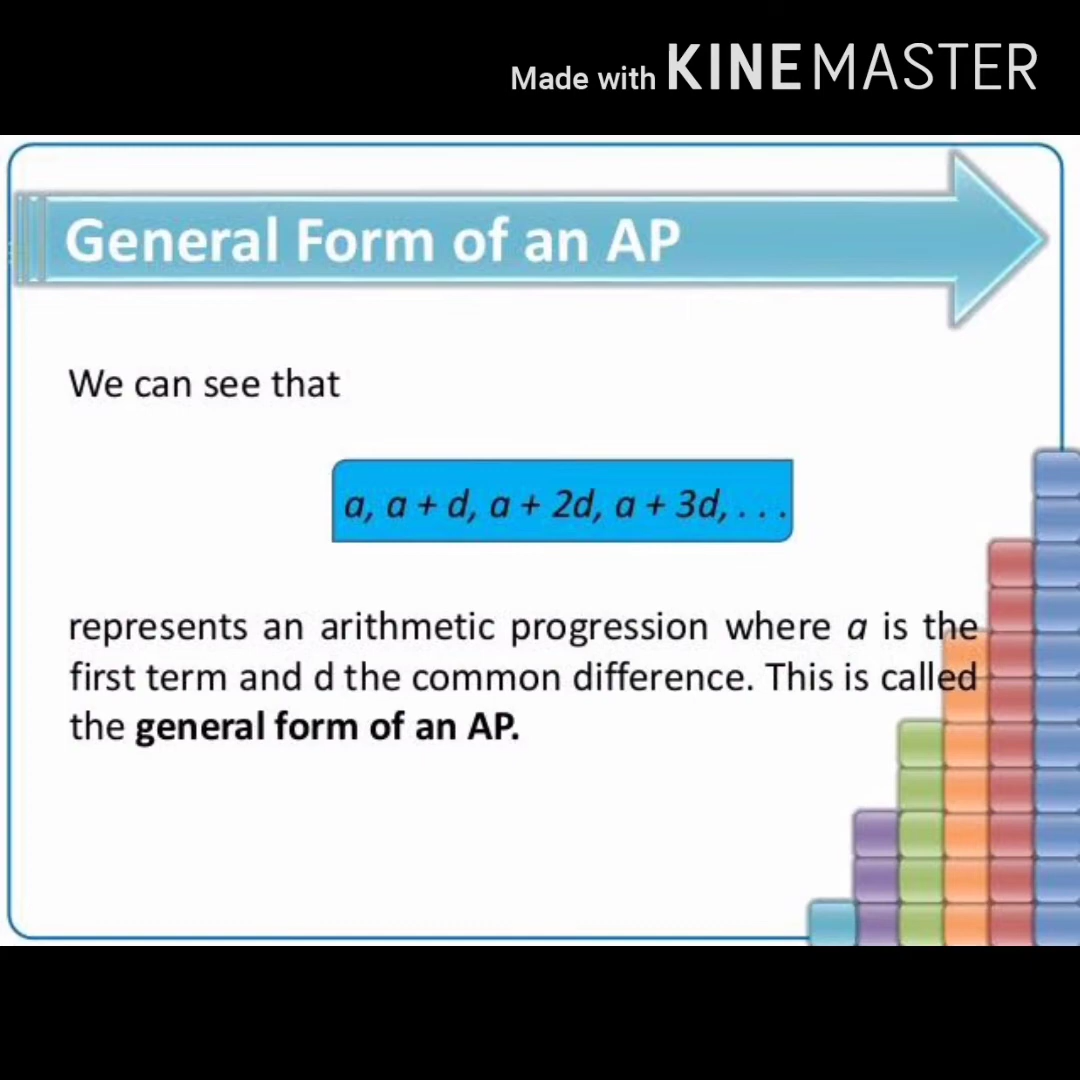 Made with KINEMASTER
General Form of an AP
We can see that
a, a + d, a + 2d, a + 3d, . . .
represents an arithmetic progression where a is the
first term and d the common difference. This is called
the general form of an AP.